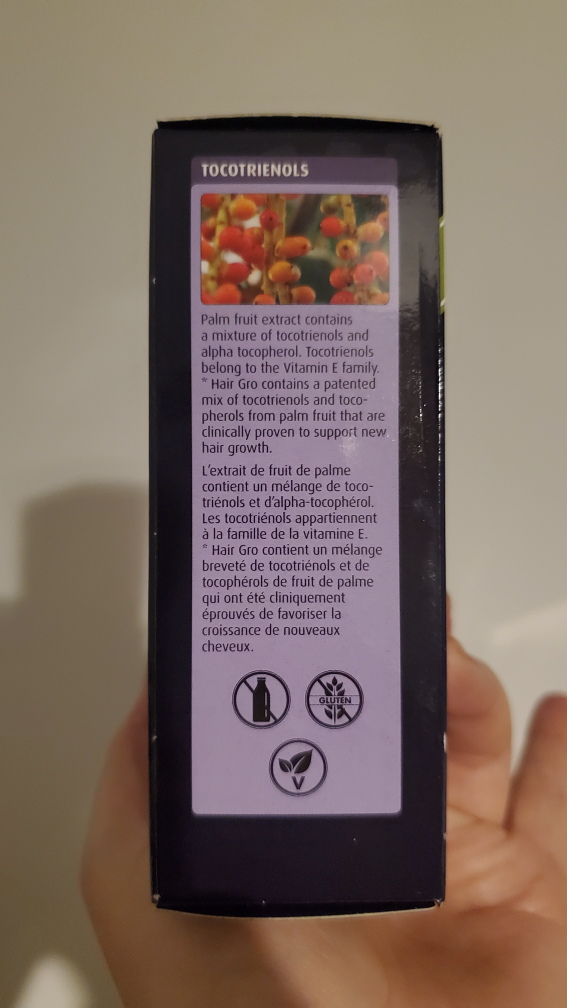 TOCOTRIENOLS
Palm fruit extract contains
a mixture of tocotrienols and
alpha tocopherol. Tocotrienols
belong to the Vitamin E family.
* Hair Gro contains a patented
mix of tocotrienols and toco-
pherols from palm fruit that are
clinically proven to support new
hair growth.
L'extrait de fruit de palme
contient un mélange de toco-
triénols et d'alpha-tocophérol.
Les tocotriénols appartiennent
à la famille de la vitamine E.
* Hair Gro contient un mélange
breveté de tocotriénols et de
tocophérols de fruit de palme
qui ont été cliniquement
éprouvés de favoriser la
croissance de nouveaux
cheveux.
GLUTEN
V